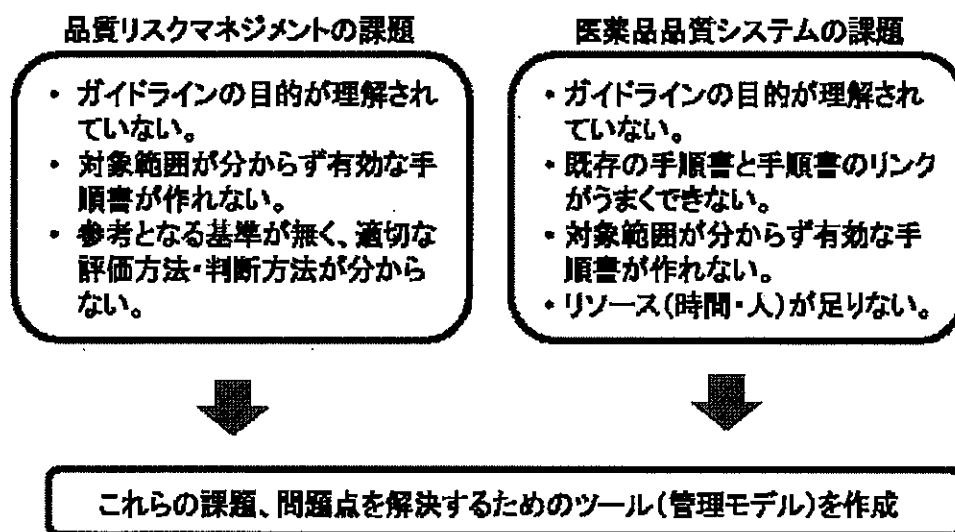 品質リスクマネジメントの課題
・ ガイドラインの目的が理解され
ていない。
・ 対象範囲が分からず有効な手
順書が作れない。
・ 参考となる基準が無く、適切な
評価方法・判断方法が分から
ない。
医薬品品質システムの課題
・ ガイドラインの目的が理解され
ていない。
・ 既存の手順書と手順書のリンク
がうまくできない。
・ 対象範囲が分からず有効な手
順書が作れない。
・ リソース(時間・人)が足りない。
これらの課題、問題点を解決するためのツール(管理モデル)を作成